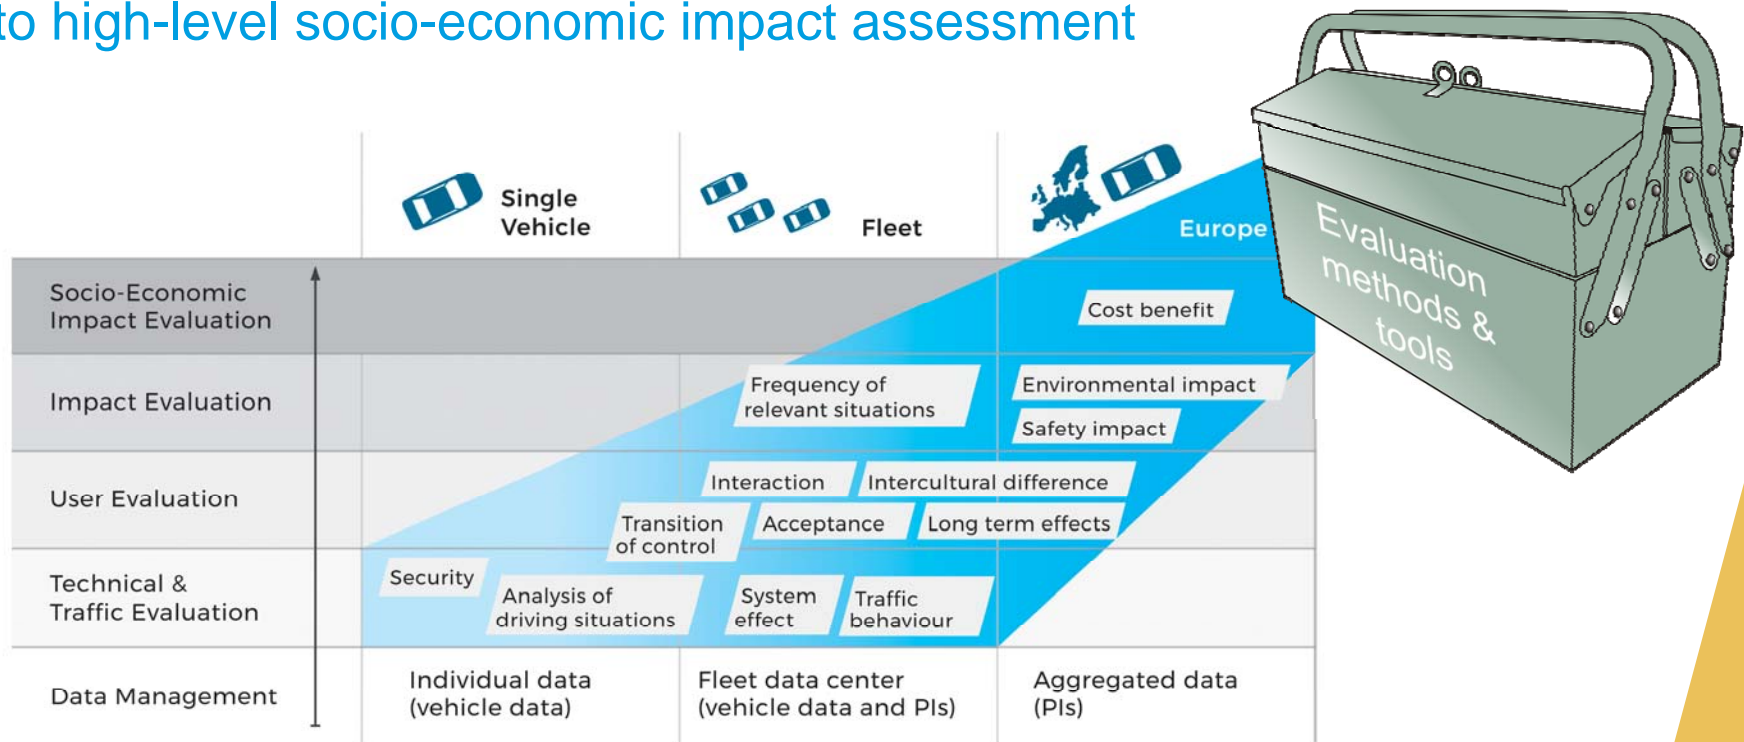 to high-level socio-economic impact assessment
Single
Vehicle
Fleet
Europe
Evaluation
methods &
tools
Socio-Economic
Impact Evaluation
Cost benefit
Impact Evaluation
Frequency of
relevant situations
Environmental impact
Safety impact
User Evaluation
Interaction
Intercultural difference
Transition
of control
Acceptance
Long term effects
Technical &
Traffic Evaluation
Security
Analysis of
driving situations
System
effect
Traffic
behaviour
Data Management
Individual data
(vehicle data)
Fleet data center
(vehicle data and PIs)
Aggregated data
(PIs)